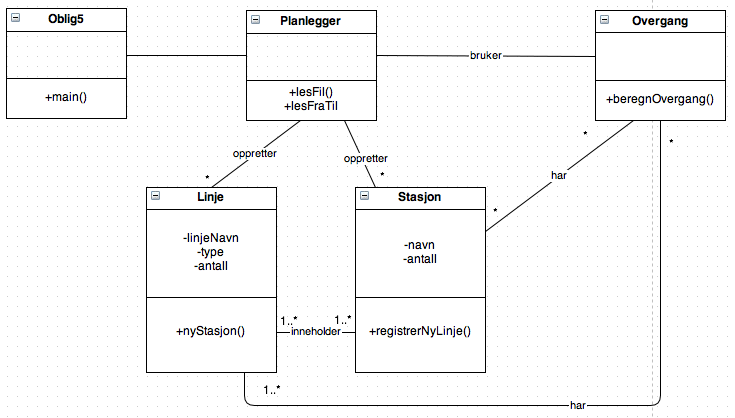 Oblig5
+main()
Planlegger
+lesFil()
+lesFraTil
bruker
Overgang
+beregnOvergang()
oppretter
*
oppretter
*
har
*
*
*
Linje
-linjeNavn
-type
-antall
+nyStasjon()
1..*
inneholder
1..*
Stasjon
-navn
-antall
+registrerNyLinje()
1..*
har